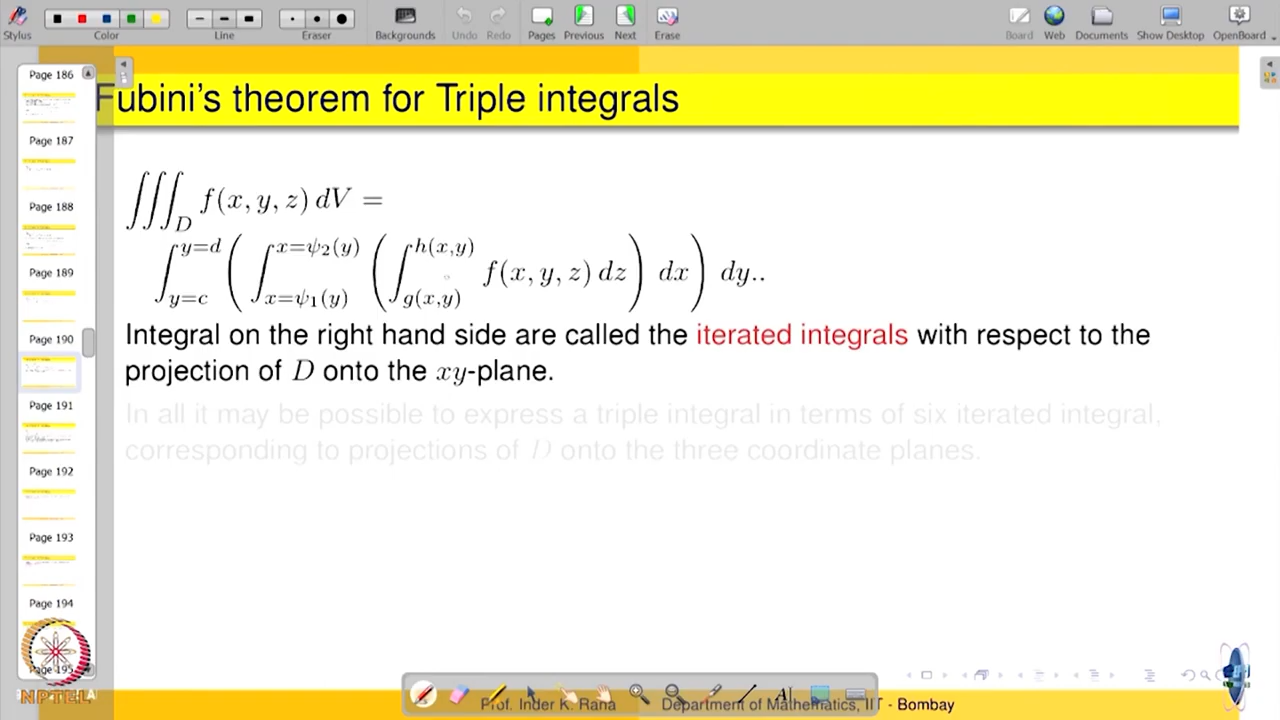 Stylus
Color
Line
Eraser
Backgrounds
Undo
Redo
Pages
Previous
Next
Erase
Board
Web
Documents
Show Desktop
OpenBoard
Page 186
Page 187
Page 188
Page 189
Page 190
Page 191
Page 192
Page 193
Page 194
Page 195
Fubini's theorem for Triple integrals
∭_D f(x, y, z) dV =
∫_{y=c}^{y=d} ( ∫_{x=ψ₁(y)}^{x=ψ₂(y)} ( ∫_{g(x,y)}^{h(x,y)} f(x, y, z) dz ) dx ) dy..
Integral on the right hand side are called the iterated integrals with respect to the
projection of D onto the xy-plane.
In all it may be possible to express a triple integral in terms of six iterated integral,
corresponding to projections of D onto the three coordinate planes.
NPTEL
Prof. Inder K. Rana Department of Mathematics, IIT - Bombay